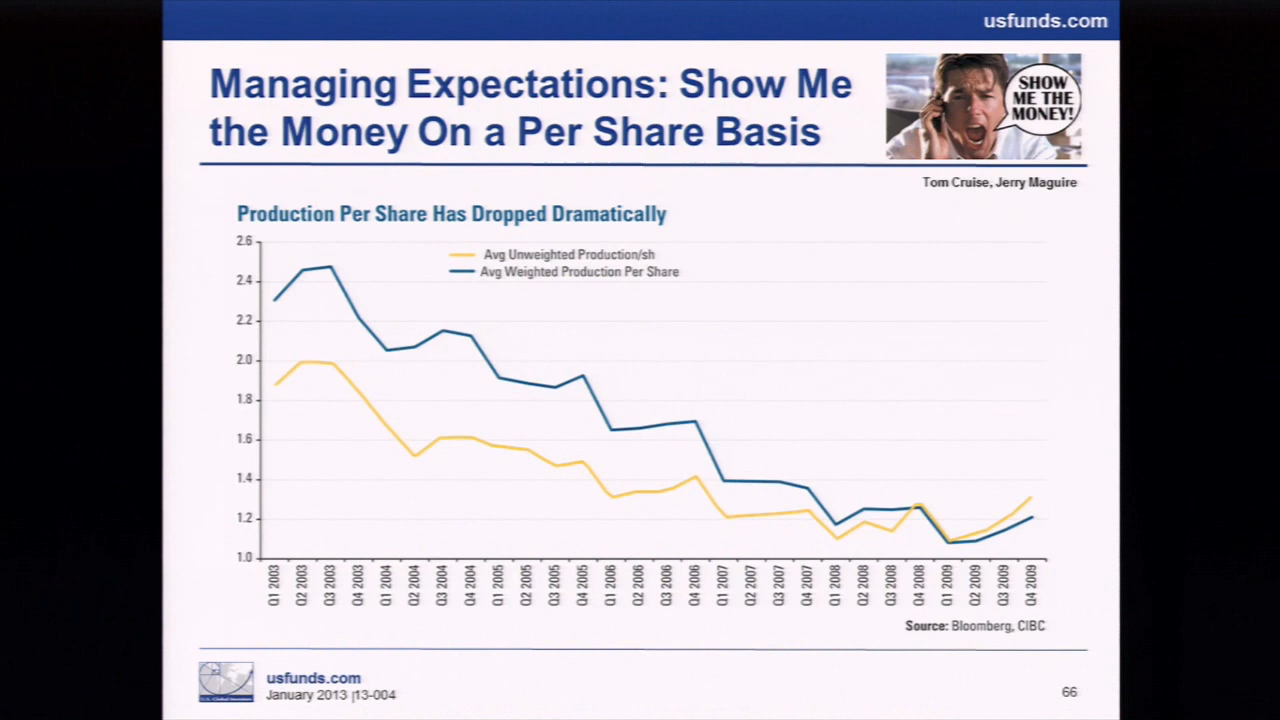 usfunds.com
Managing Expectations: Show Me
the Money On a Per Share Basis
SHOW
ME THE
MONEY!
Tom Cruise, Jerry Maguire
Production Per Share Has Dropped Dramatically
Avg Unweighted Production/sh
Avg Weighted Production Per Share
2.6
2.4
2.2
2.0
1.8
1.6
1.4
1.2
1.0
Q1 2003
Q2 2003
Q3 2003
Q4 2003
Q1 2004
Q2 2004
Q3 2004
Q4 2004
Q1 2005
Q2 2005
Q3 2005
Q4 2005
Q1 2006
Q2 2006
Q3 2006
Q4 2006
Q1 2007
Q2 2007
Q3 2007
Q4 2007
Q1 2008
Q2 2008
Q3 2008
Q4 2008
Q1 2009
Q2 2009
Q3 2009
Q4 2009
Source: Bloomberg, CIBC
usfunds.com
January 2013 |13-004
66